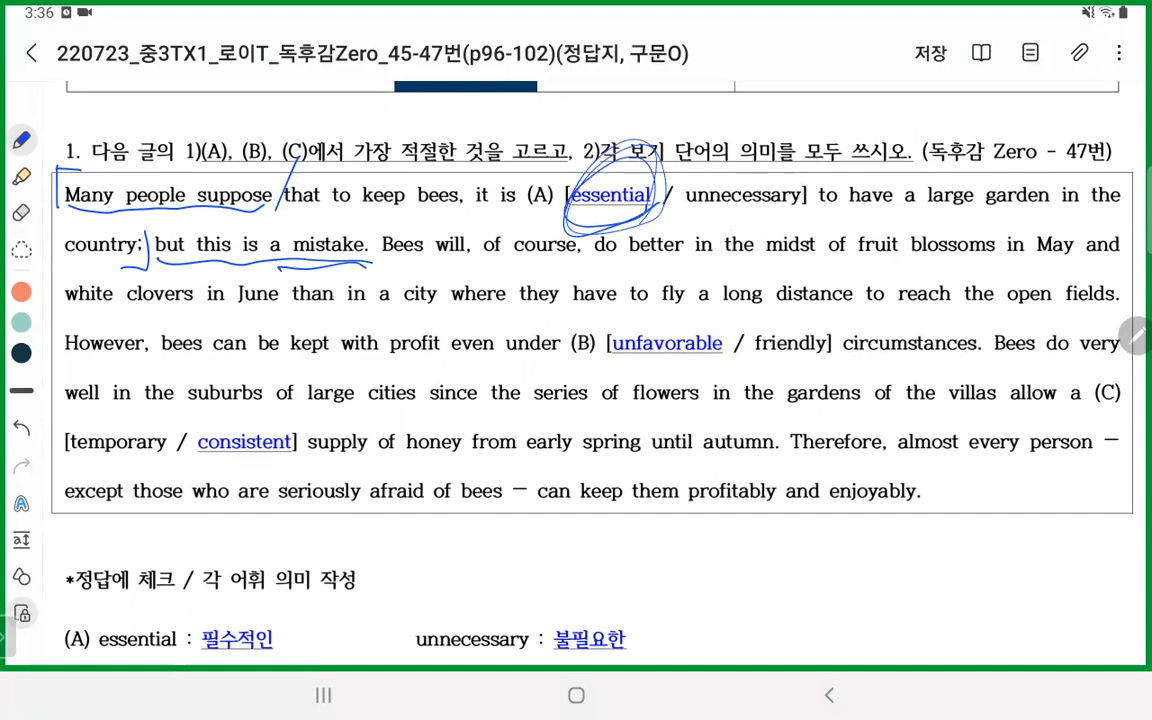 3:36
220723_중3TX1_로이T_독후감Zero_45-47번(p96-102)(정답지, 구문O)
저장
1. 다음 글의 1)(A), (B), (C)에서 가장 적절한 것을 고르고, 2)각 보기 단어의 의미를 모두 쓰시오. (독후감 Zero - 47번)
Many people suppose that to keep bees, it is (A) [essential / unnecessary] to have a large garden in the
country; but this is a mistake. Bees will, of course, do better in the midst of fruit blossoms in May and
white clovers in June than in a city where they have to fly a long distance to reach the open fields.
However, bees can be kept with profit even under (B) [unfavorable / friendly] circumstances. Bees do very
well in the suburbs of large cities since the series of flowers in the gardens of the villas allow a (C)
[temporary / consistent] supply of honey from early spring until autumn. Therefore, almost every person －
except those who are seriously afraid of bees － can keep them profitably and enjoyably.
*정답에 체크 / 각 어휘 의미 작성
(A) essential : 필수적인 unnecessary : 불필요한